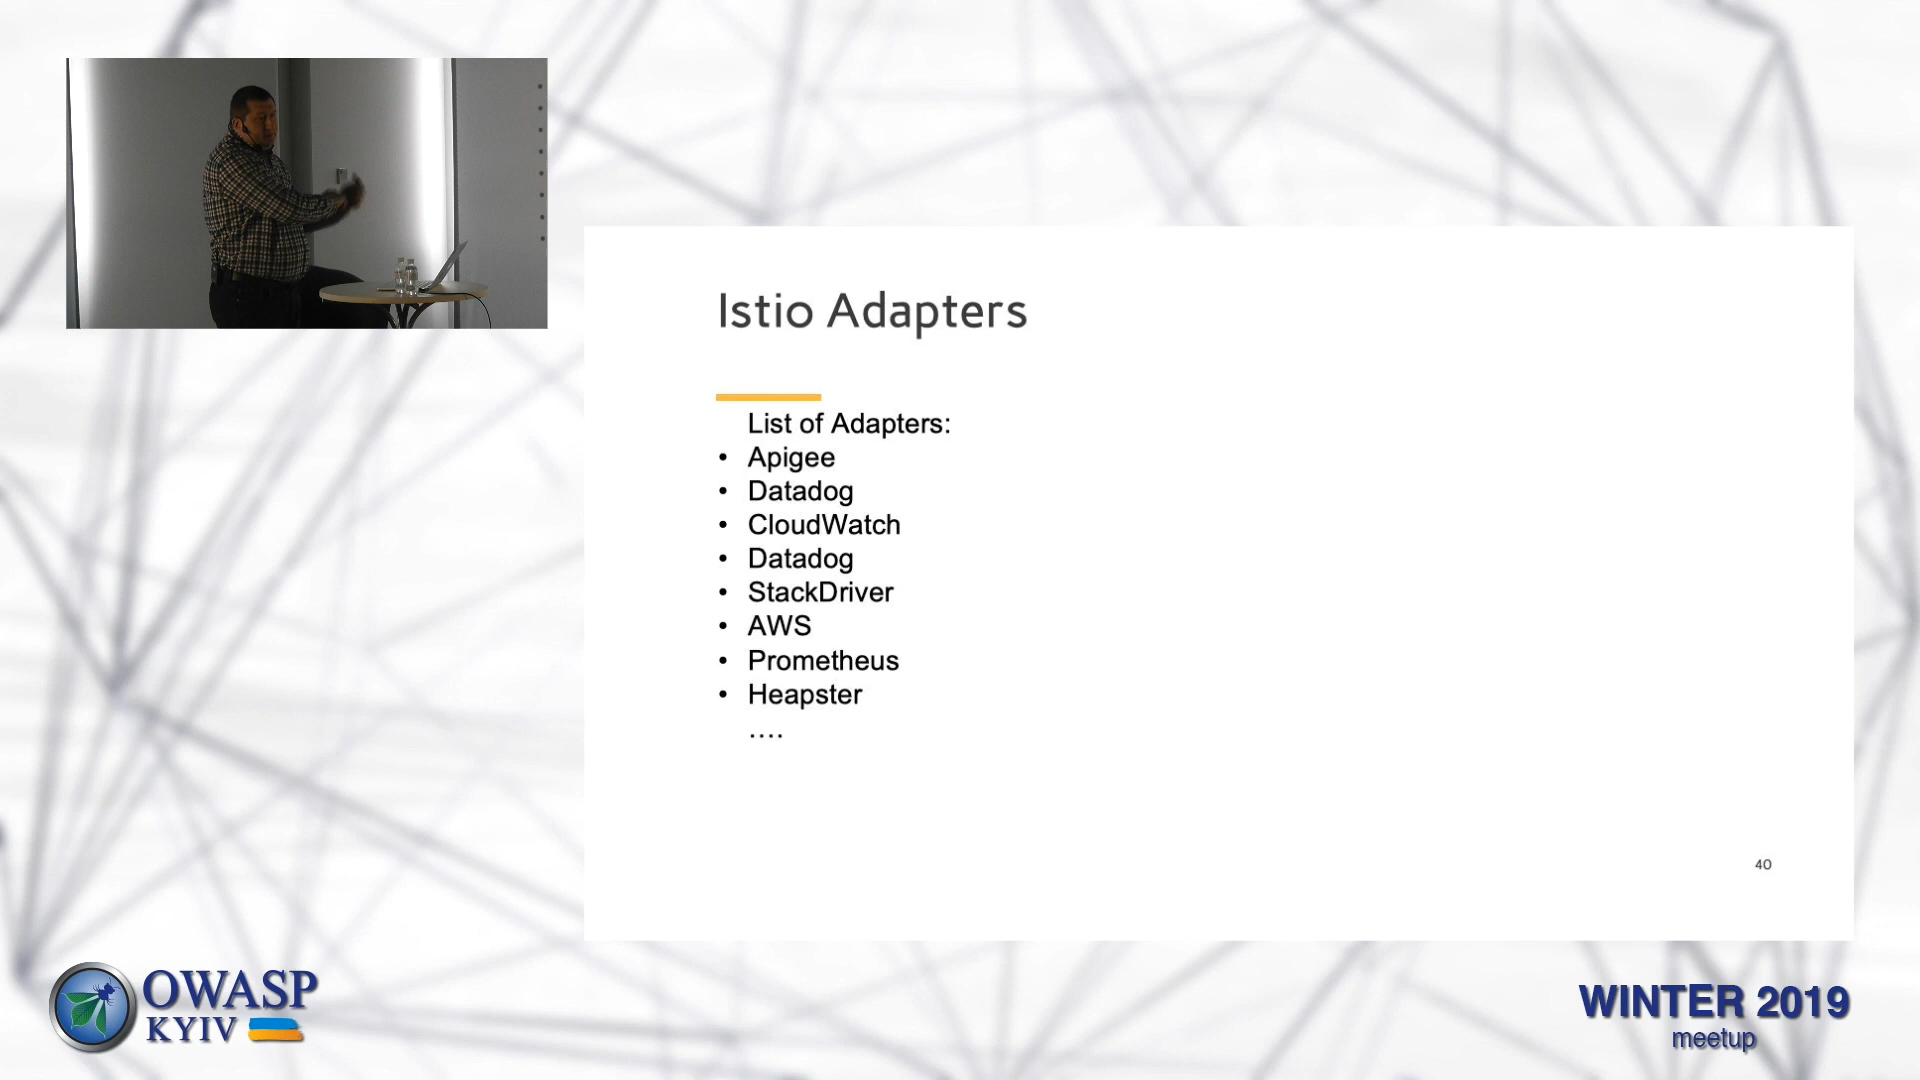 Istio Adapters
List of Adapters:
• Apigee
• Datadog
• CloudWatch
• Datadog
• StackDriver
• AWS
• Prometheus
• Heapster
....
40
OWASP
KYIV
WINTER 2019
meetup